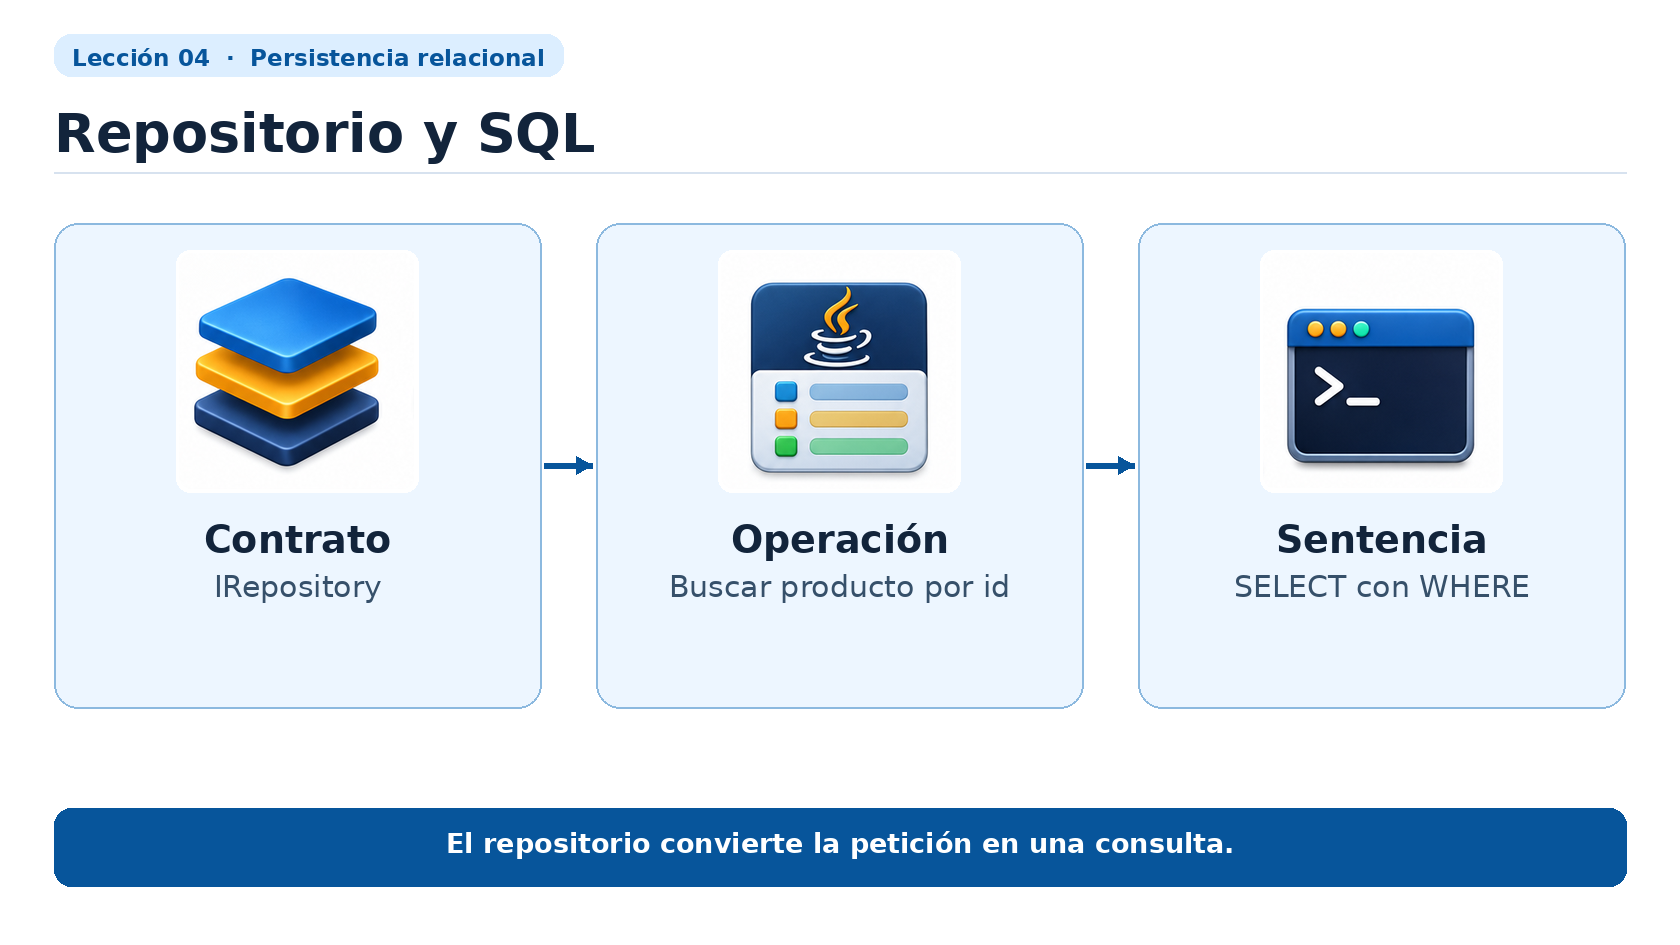 Lección 04 · Persistencia relacional
Repositorio y SQL
Contrato
IRepository
Operación
Buscar producto por id
Sentencia
SELECT con WHERE
El repositorio convierte la petición en una consulta.